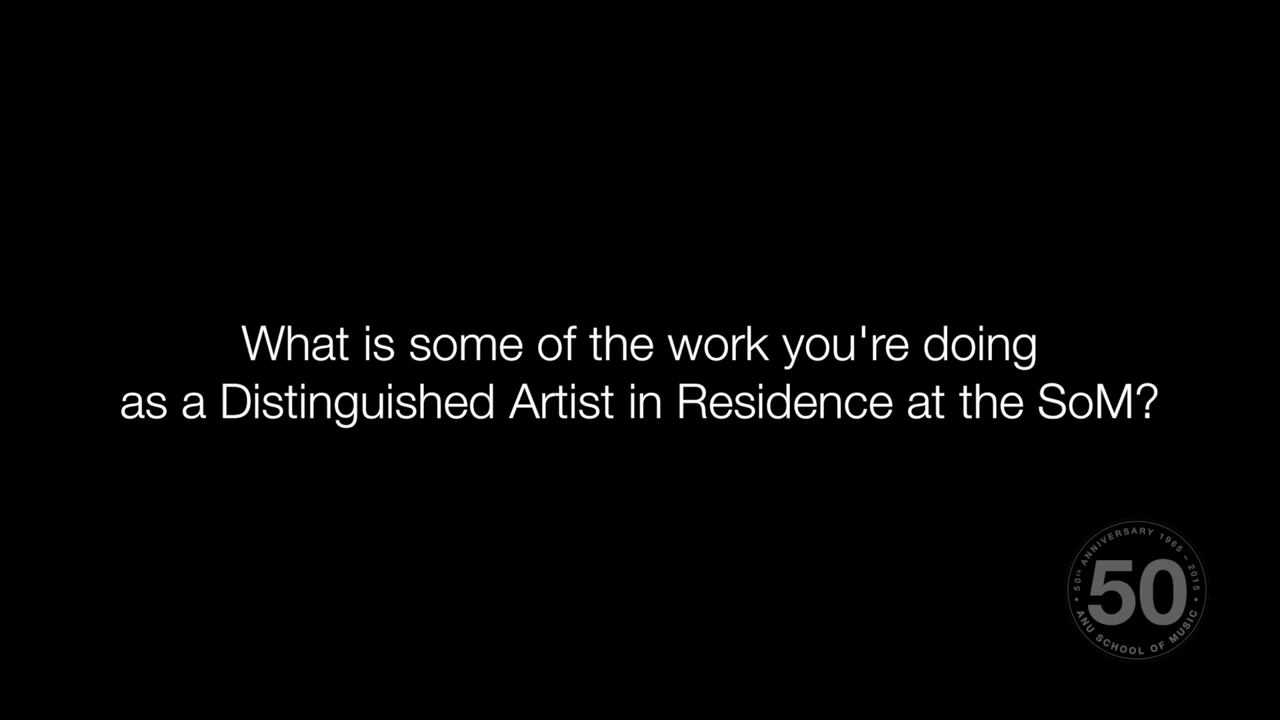 What is some of the work you're doing
as a Distinguished Artist in Residence at the SoM?
50TH ANNIVERSARY 1965 – 2015
50
ANU SCHOOL OF MUSIC